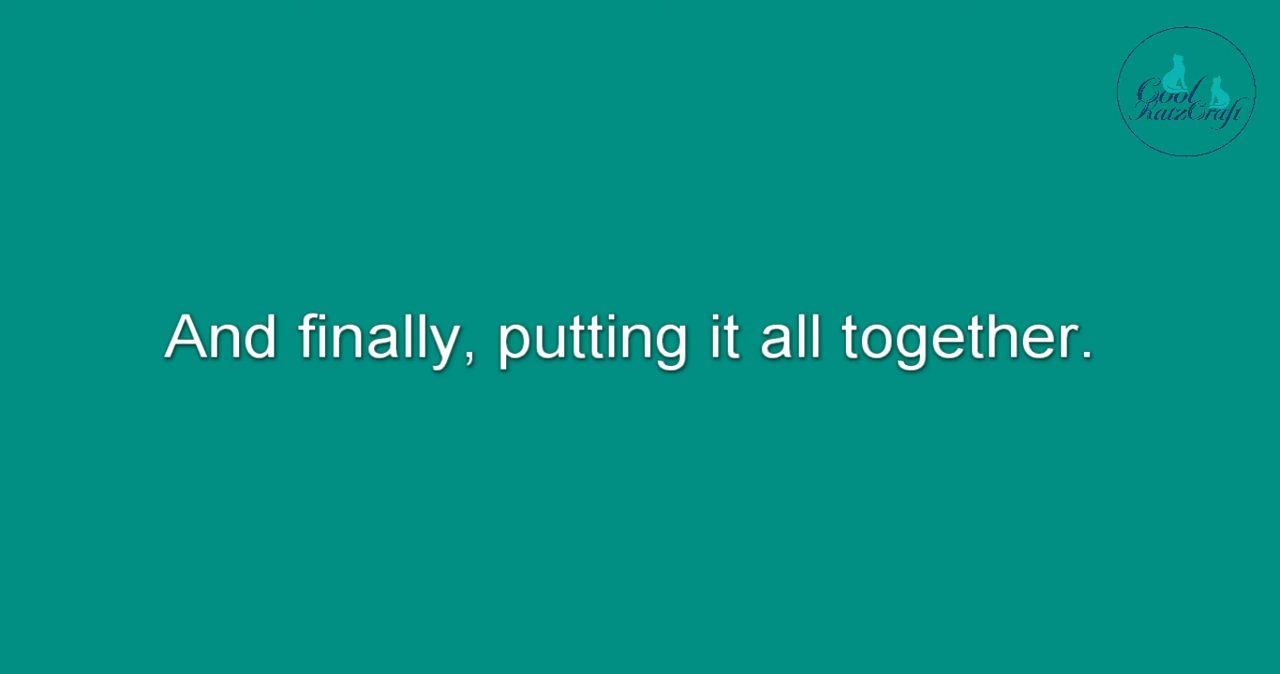 Cool
KatzCraft
And finally, putting it all together.